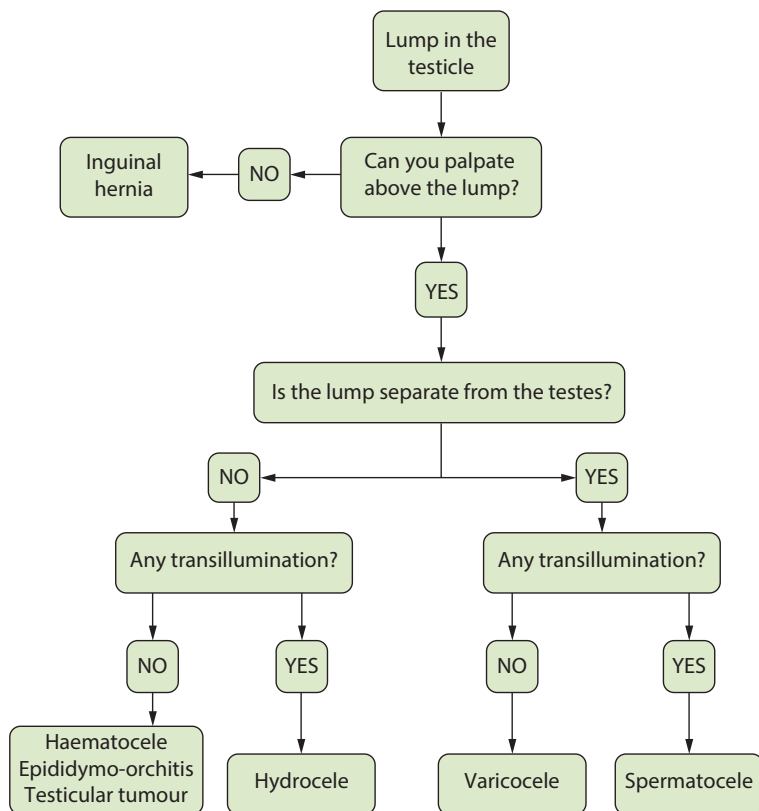 Lump in the
testicle
Inguinal
hernia
NO
Can you palpate
above the lump?
YES
Is the lump separate from the testes?
NO
YES
Any transillumination?
Any transillumination?
NO
YES
NO
YES
Haematocele
Epididymo-orchitis
Testicular tumour
Hydrocele
Varicocele
Spermatocele